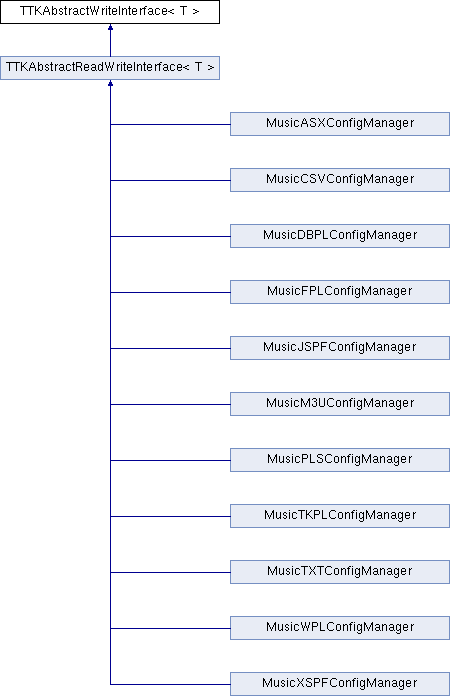 TTKAbstractWriteInterface< T >
TTKAbstractReadWriteInterface< T >
MusicASXConfigManager
MusicCSVConfigManager
MusicDBPLConfigManager
MusicFPLConfigManager
MusicJSPFConfigManager
MusicM3UConfigManager
MusicPLSConfigManager
MusicTKPLConfigManager
MusicTXTConfigManager
MusicWPLConfigManager
MusicXSPFConfigManager